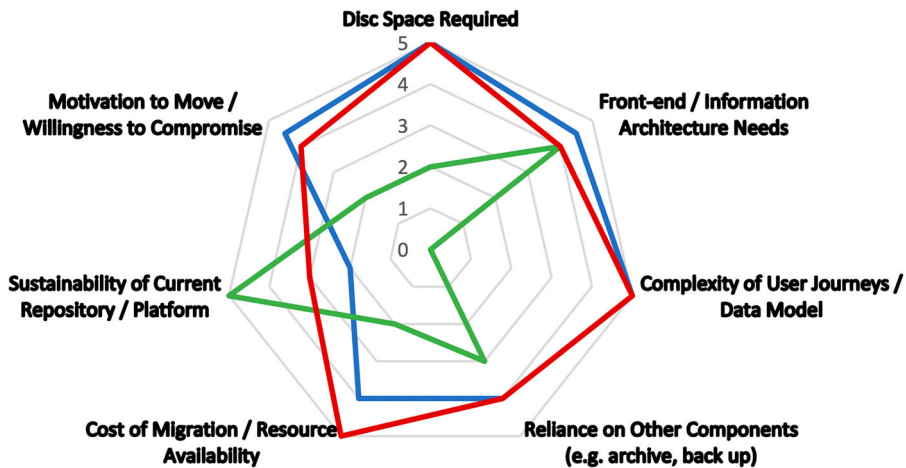 Disc Space Required
5
4
3
2
1
0
Front-end / Information
Architecture Needs
Complexity of User Journeys /
Data Model
Reliance on Other Components
(e.g. archive, back up)
Cost of Migration / Resource
Availability
Sustainability of Current
Repository / Platform
Motivation to Move /
Willingness to Compromise